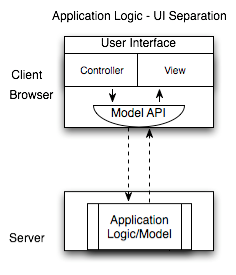 Application Logic - UI Separation
User Interface
Client
Browser
Controller
View
Model API
Server
Application
Logic/Model